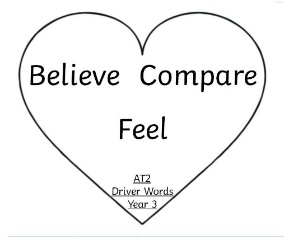 Believe Compare
Feel
AT2
Driver Words
Year 3